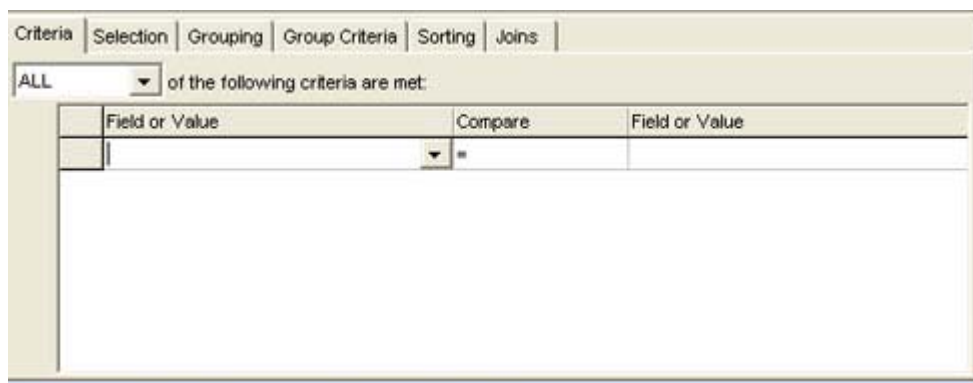 Criteria Selection Grouping Group Criteria Sorting Joins
ALL of the following criteria are met:
Field or Value Compare Field or Value
=